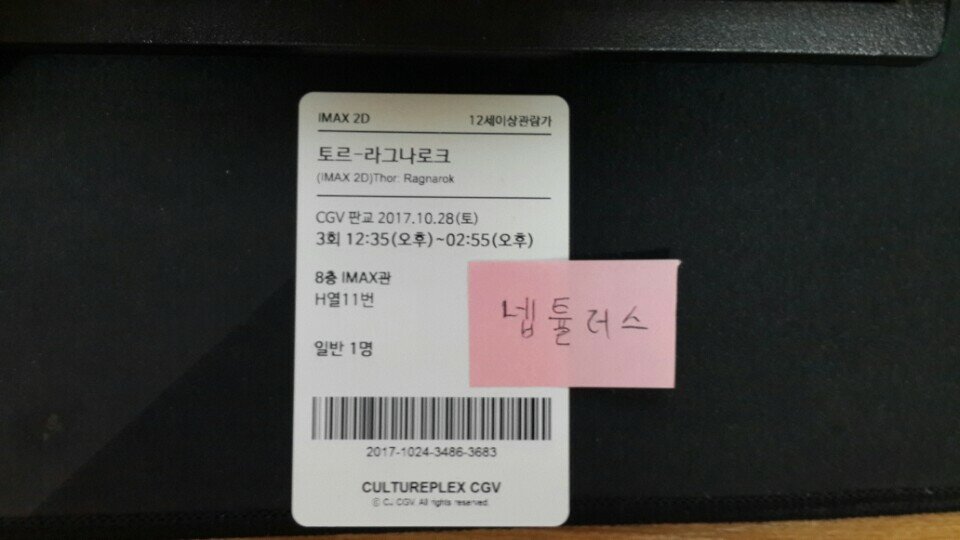 IMAX 2D 12세이상관람가
토르-라그나로크
(IMAX 2D)Thor: Ragnarok
CGV 판교 2017.10.28(토)
3회 12:35(오후)~02:55(오후)
8층 IMAX관
H열11번
일반 1명
넵튤러스
2017-1024-3486-3683
CULTUREPLEX CGV
ⓒ CJ CGV. All rights reserved.